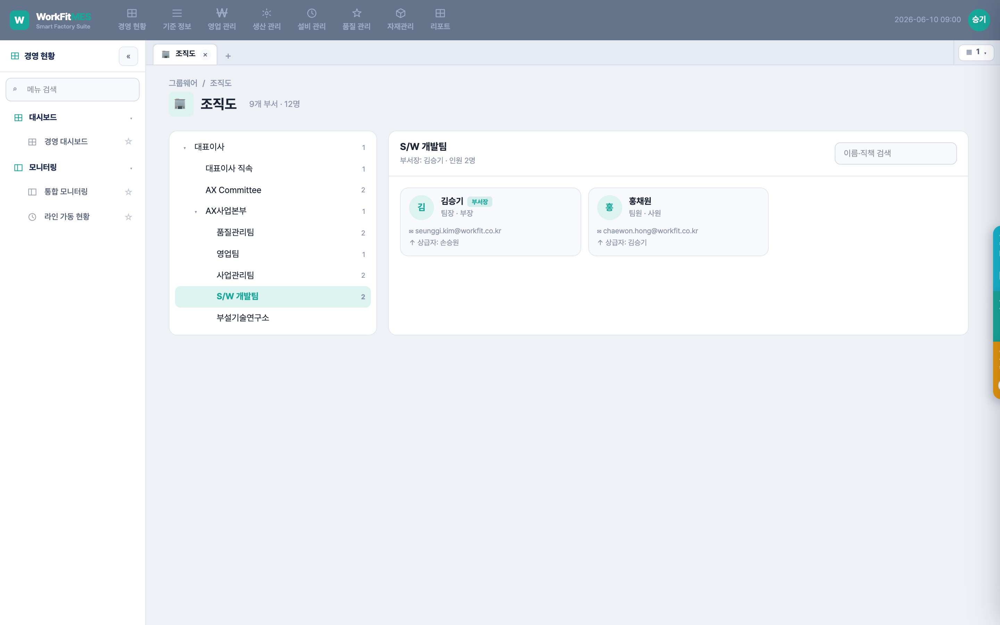 W
WorkFitMES
Smart Factory Suite
경영 현황
기준 정보
영업 관리
생산 관리
설비 관리
품질 관리
자재관리
리포트
2026-06-10 09:00
승기
경영 현황
«
메뉴 검색
대시보드
경영 대시보드
모니터링
통합 모니터링
라인 가동 현황
조직도 ×
+
1
그룹웨어 / 조직도
조직도 9개 부서 · 12명
대표이사 1
대표이사 직속 1
AX Committee 2
AX사업본부 1
품질관리팀 2
영업팀 1
사업관리팀 2
S/W 개발팀 2
부설기술연구소
S/W 개발팀
부서장: 김승기 · 인원 2명
이름·직책 검색
김
김승기 부서장
팀장 · 부장
✉ seunggi.kim@workfit.co.kr
↑ 상급자: 손승원
홍
홍채원
팀원 · 사원
✉ chaewon.hong@workfit.co.kr
↑ 상급자: 김승기